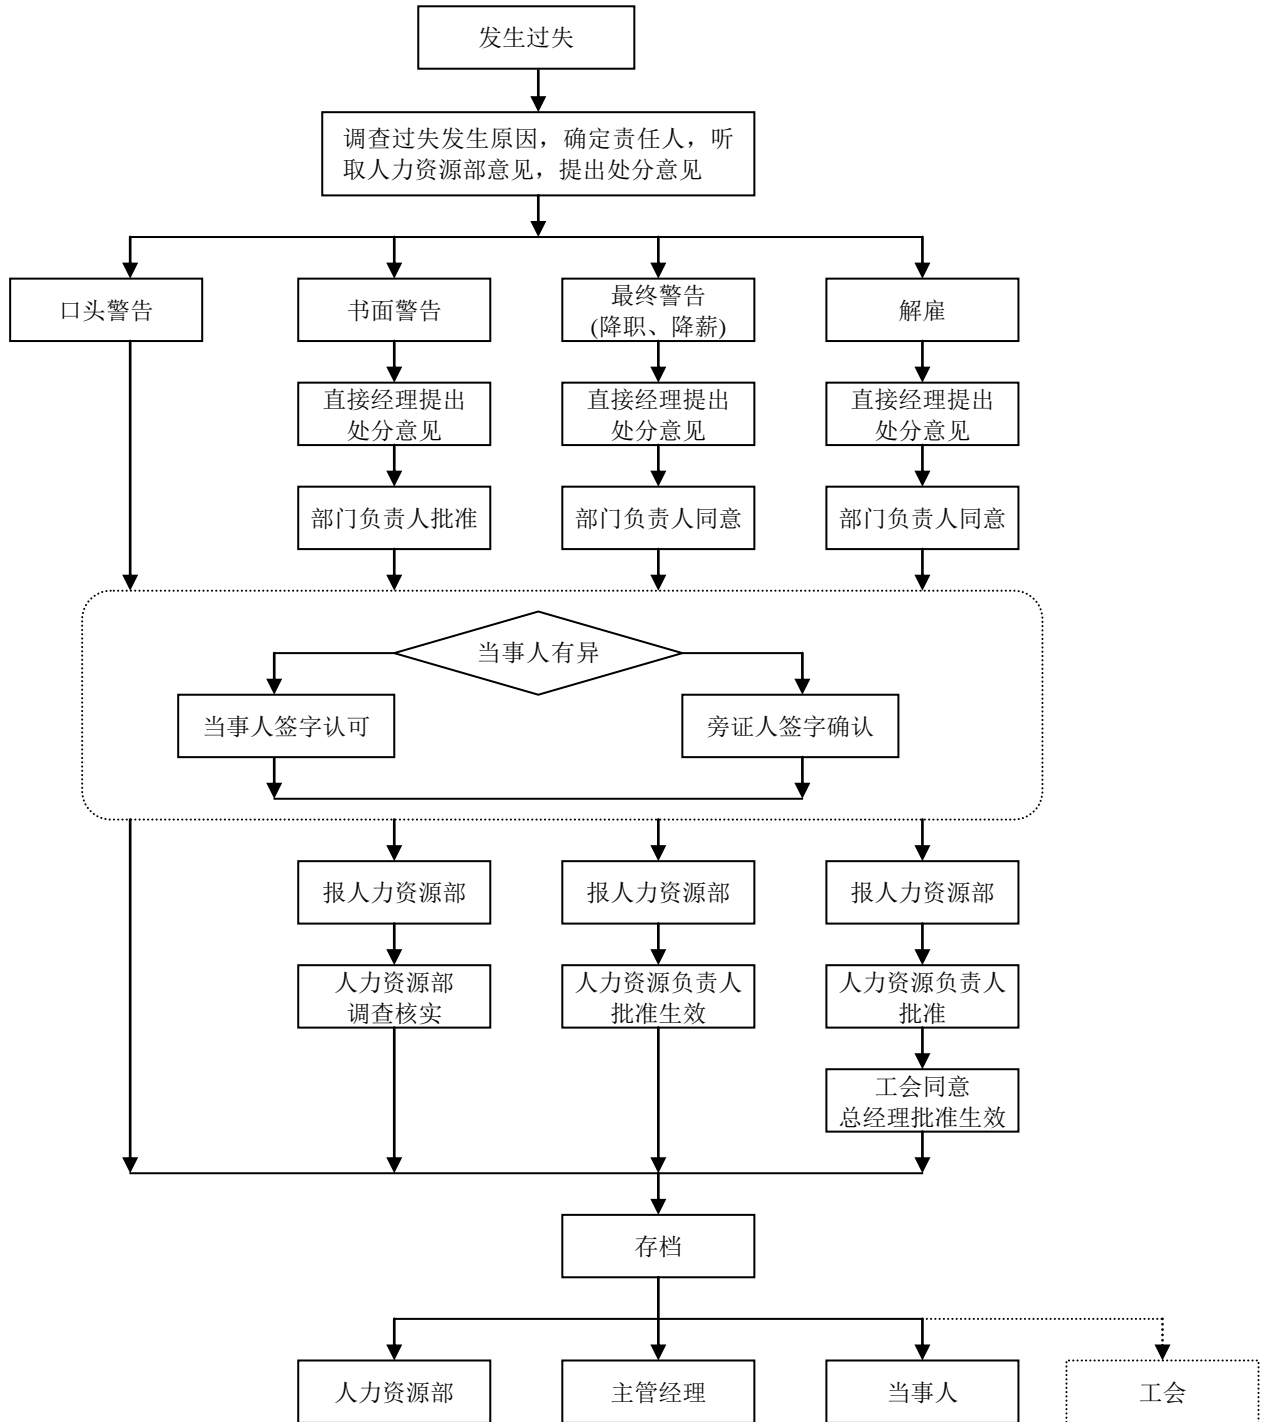 发生过失
调查过失发生原因，确定责任人，听
取人力资源部意见，提出处分意见
口头警告
书面警告
最终警告
(降职、降薪)
解雇
直接经理提出
处分意见
直接经理提出
处分意见
直接经理提出
处分意见
部门负责人批准
部门负责人同意
部门负责人同意
当事人有异
当事人签字认可
旁证人签字确认
报人力资源部
报人力资源部
报人力资源部
人力资源部
调查核实
人力资源负责人
批准生效
人力资源负责人
批准
工会同意
总经理批准生效
存档
人力资源部
主管经理
当事人
工会